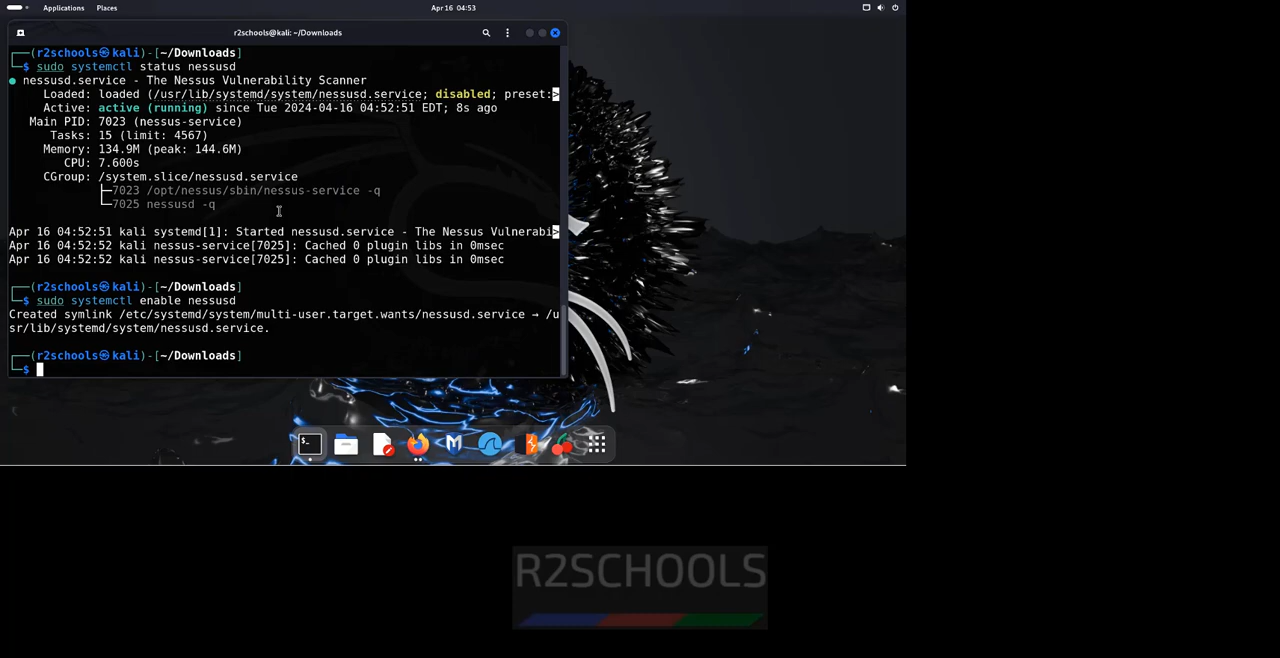 Applications Places Apr 16 04:53
r2schools@kali: ~/Downloads
┌──(r2schools㉿kali)-[~/Downloads]
└─$ sudo systemctl status nessusd
● nessusd.service - The Nessus Vulnerability Scanner
Loaded: loaded (/usr/lib/systemd/system/nessusd.service; disabled; preset:>
Active: active (running) since Tue 2024-04-16 04:52:51 EDT; 8s ago
Main PID: 7023 (nessus-service)
Tasks: 15 (limit: 4567)
Memory: 134.9M (peak: 144.6M)
CPU: 7.600s
CGroup: /system.slice/nessusd.service
├─7023 /opt/nessus/sbin/nessus-service -q
└─7025 nessusd -q
Apr 16 04:52:51 kali systemd[1]: Started nessusd.service - The Nessus Vulnerabi>
Apr 16 04:52:52 kali nessus-service[7025]: Cached 0 plugin libs in 0msec
Apr 16 04:52:52 kali nessus-service[7025]: Cached 0 plugin libs in 0msec
┌──(r2schools㉿kali)-[~/Downloads]
└─$ sudo systemctl enable nessusd
Created symlink /etc/systemd/system/multi-user.target.wants/nessusd.service → /u
sr/lib/systemd/system/nessusd.service.
┌──(r2schools㉿kali)-[~/Downloads]
└─$
R2SCHOOLS